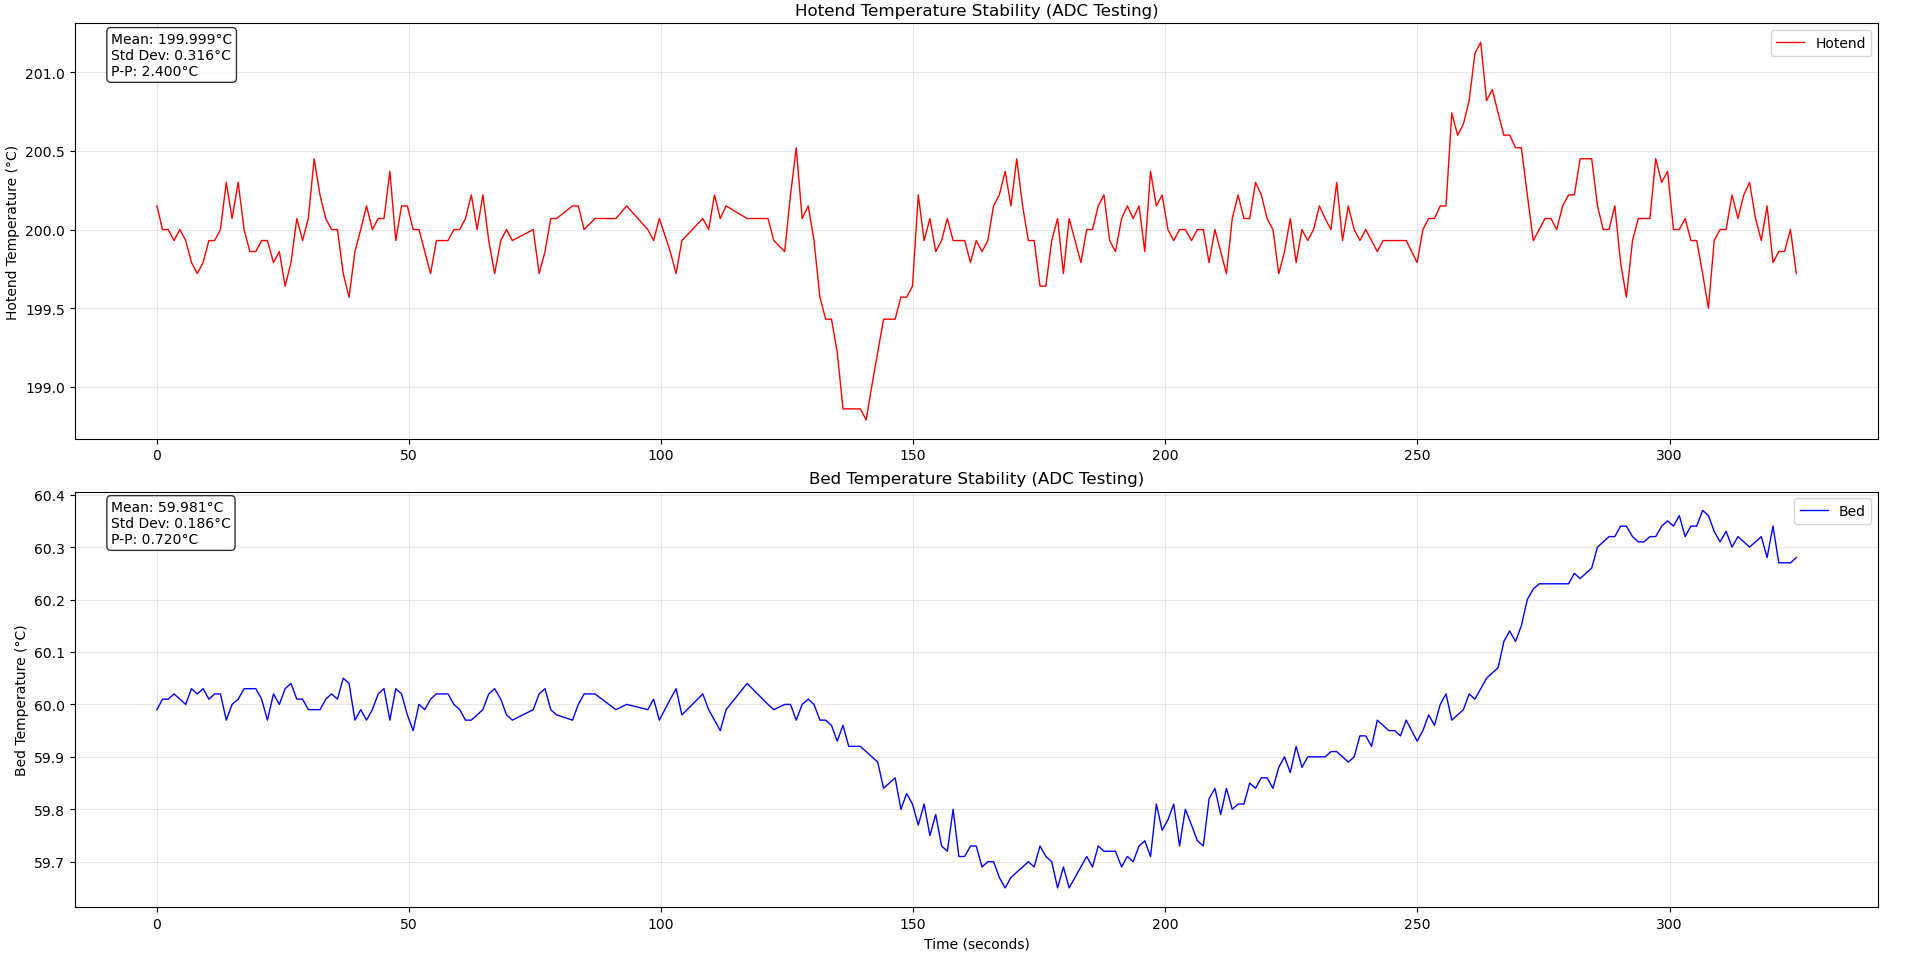 Hotend Temperature Stability (ADC Testing)
Mean: 199.999°C
Std Dev: 0.316°C
P-P: 2.400°C
Hotend
Hotend Temperature (°C)
201.0
200.5
200.0
199.5
199.0
0 50 100 150 200 250 300
Bed Temperature Stability (ADC Testing)
Mean: 59.981°C
Std Dev: 0.186°C
P-P: 0.720°C
Bed
Bed Temperature (°C)
60.4
60.3
60.2
60.1
60.0
59.9
59.8
59.7
0 50 100 150 200 250 300
Time (seconds)